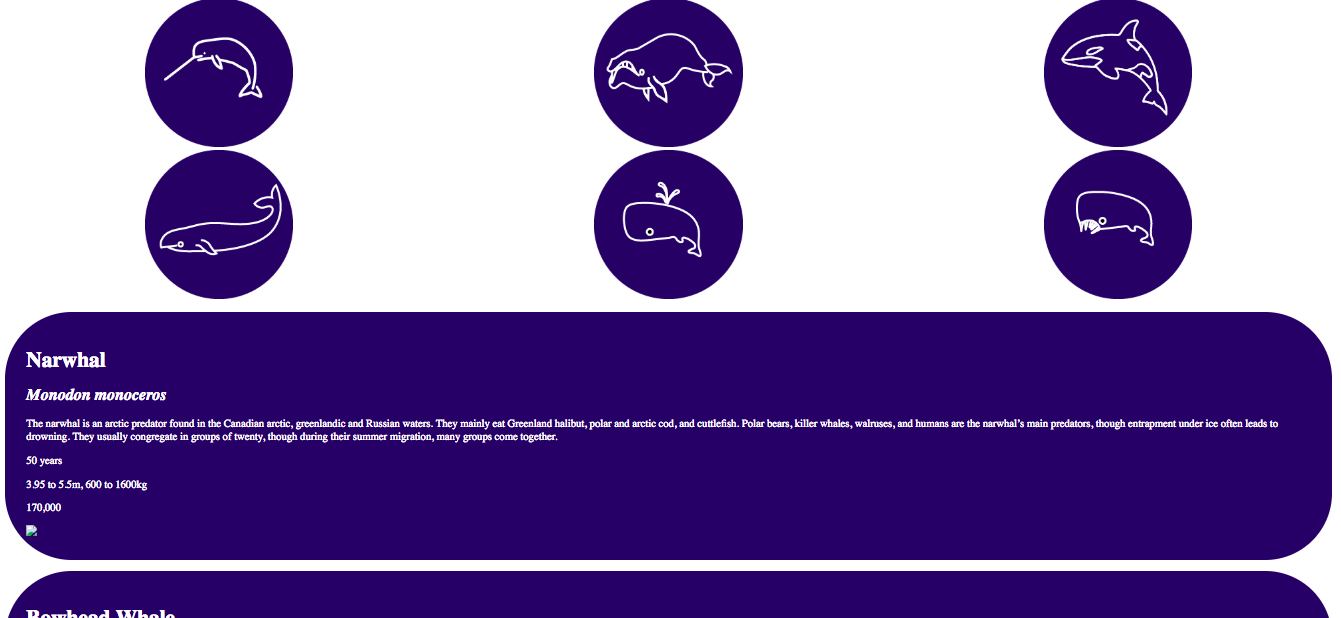 Narwhal
Monodon monoceros
The narwhal is an arctic predator found in the Canadian arctic, greenlandic and Russian waters. They mainly eat Greenland halibut, polar and arctic cod, and cuttlefish. Polar bears, killer whales, walruses, and humans are the narwhal’s main predators, though entrapment under ice often leads to
drowning. They usually congregate in groups of twenty, though during their summer migration, many groups come together.
50 years
3.95 to 5.5m, 600 to 1600kg
170,000
Bowhead Whale